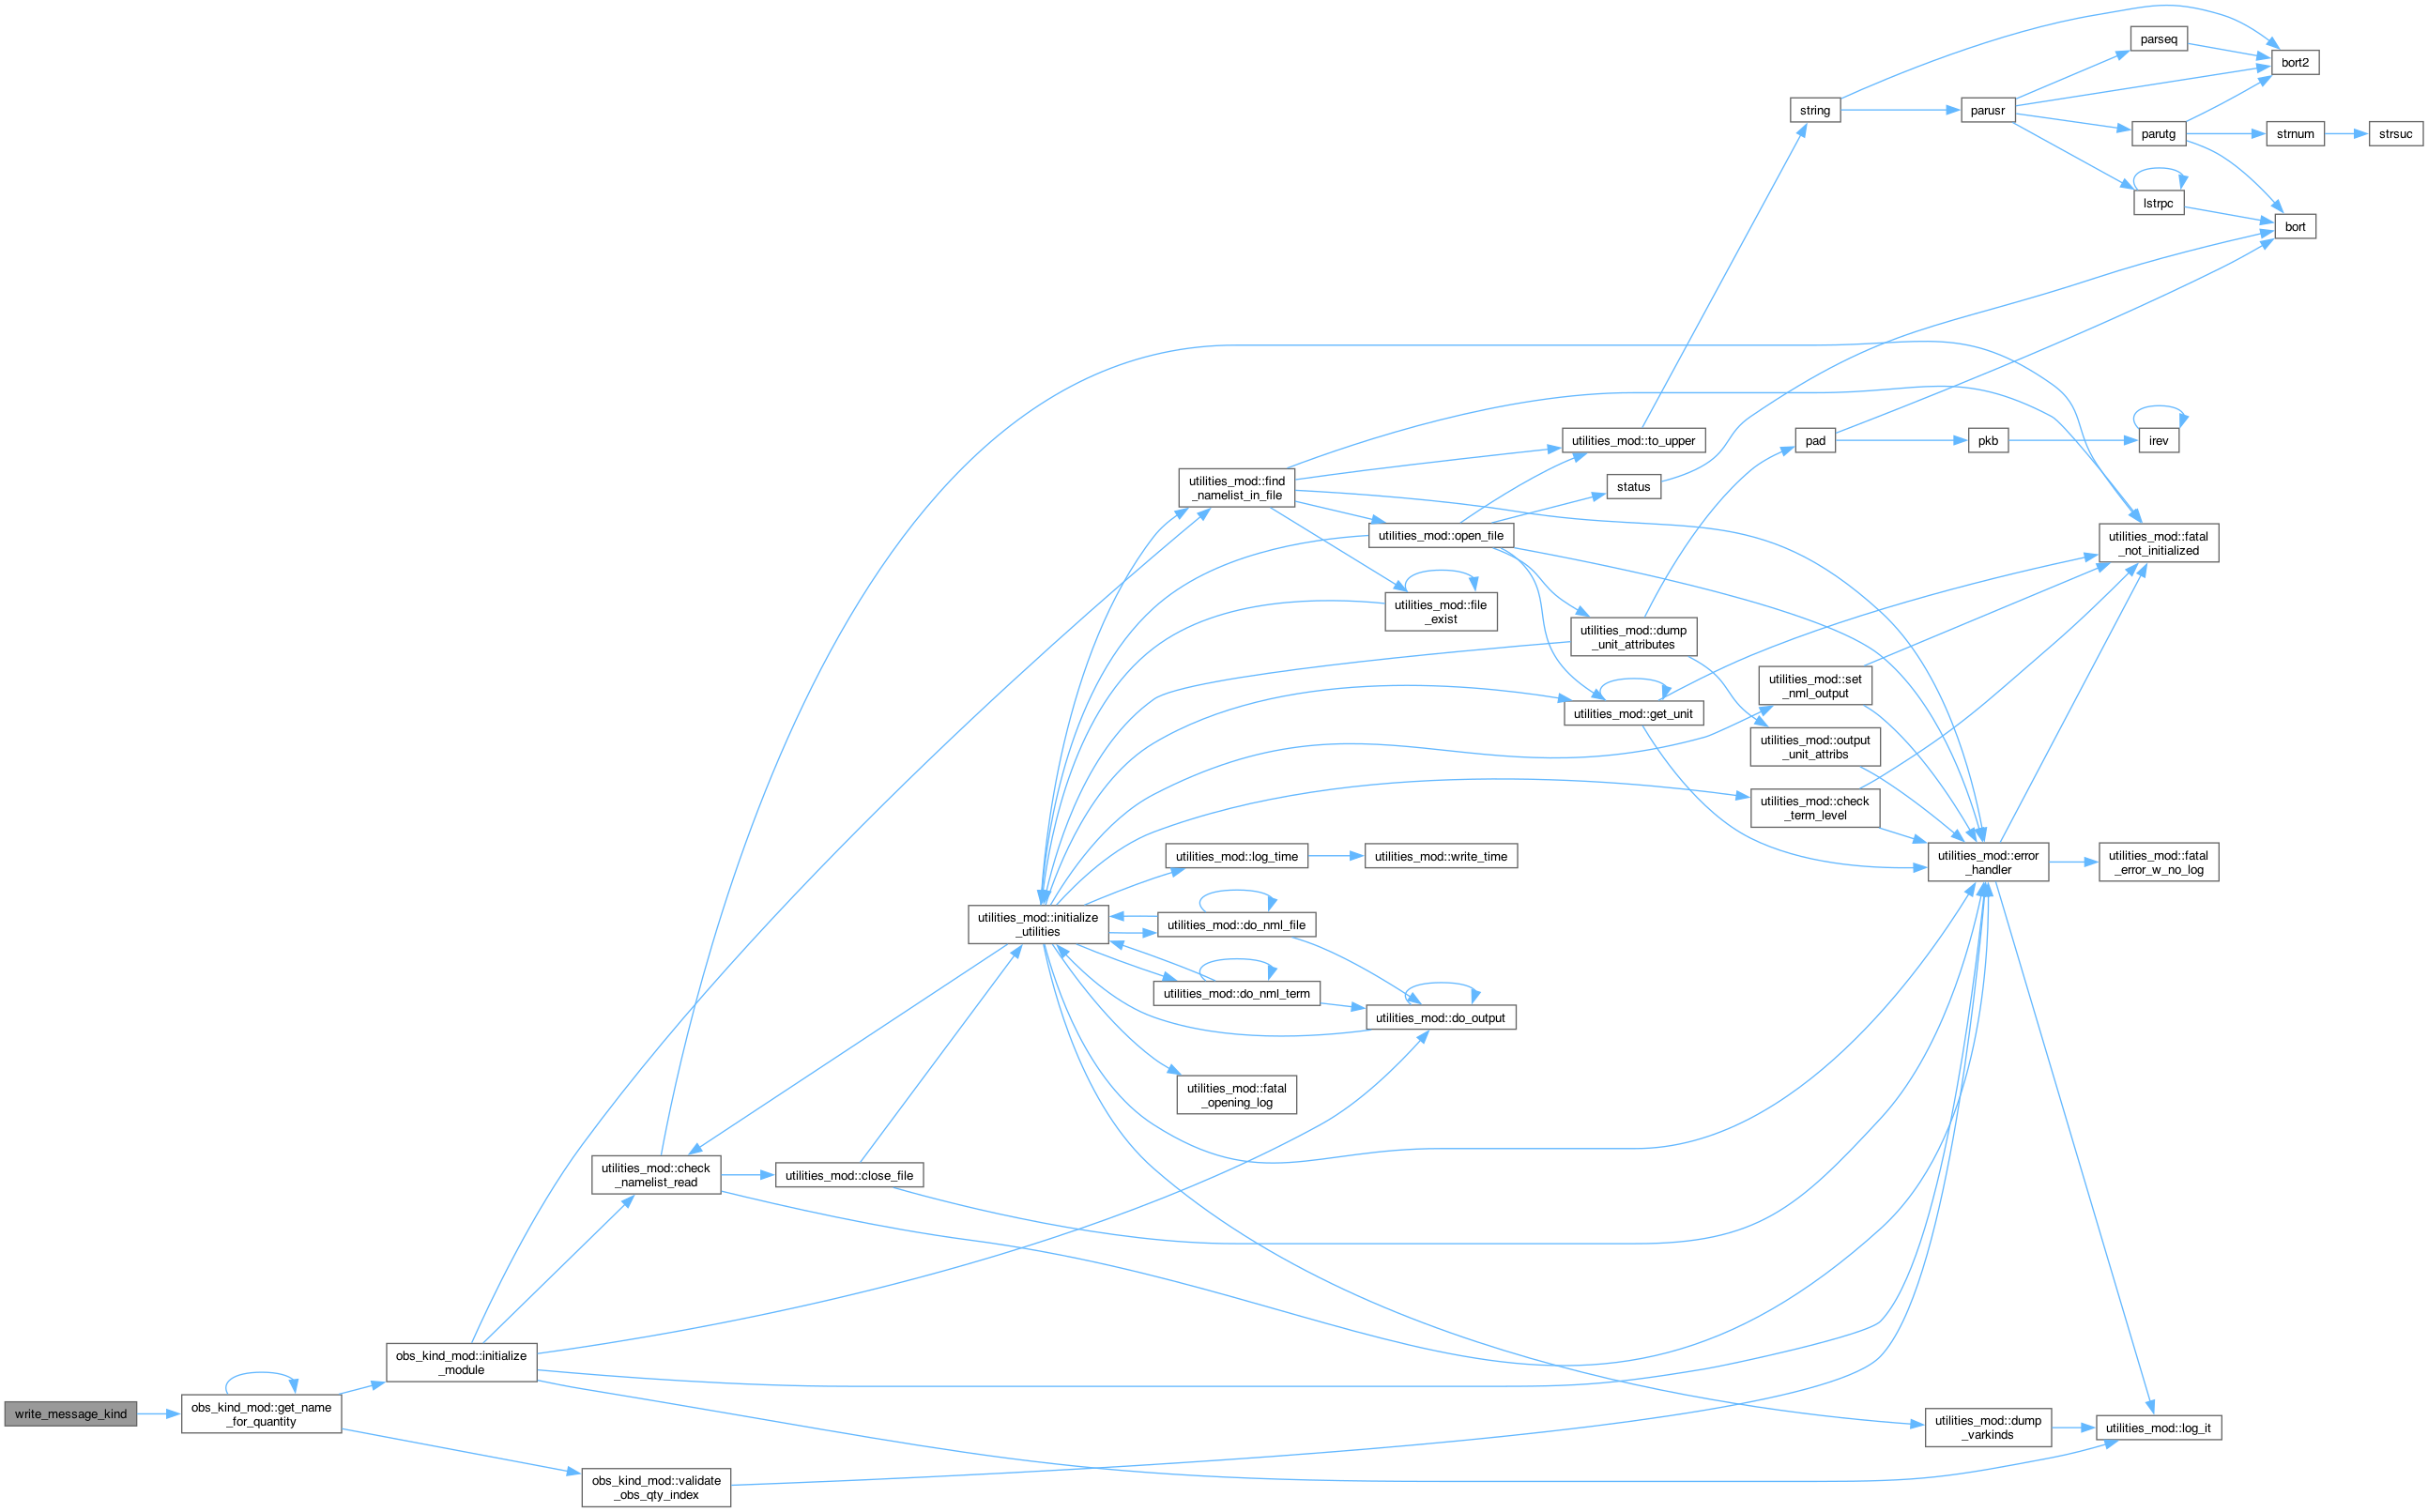 parseq
bort2
string
parusr
parutg
strnum
strsuc
lstrpc
bort
utilities_mod::to_upper
pad
pkb
irev
utilities_mod::find
_namelist_in_file
status
utilities_mod::open_file
utilities_mod::fatal
_not_initialized
utilities_mod::file
_exist
utilities_mod::dump
_unit_attributes
utilities_mod::set
_nml_output
utilities_mod::get_unit
utilities_mod::output
_unit_attribs
utilities_mod::check
_term_level
utilities_mod::log_time
utilities_mod::write_time
utilities_mod::error
_handler
utilities_mod::fatal
_error_w_no_log
utilities_mod::initialize
_utilities
utilities_mod::do_nml_file
utilities_mod::do_nml_term
utilities_mod::do_output
utilities_mod::fatal
_opening_log
utilities_mod::check
_namelist_read
utilities_mod::close_file
obs_kind_mod::initialize
_module
write_message_kind
obs_kind_mod::get_name
_for_quantity
utilities_mod::dump
_varkinds
utilities_mod::log_it
obs_kind_mod::validate
_obs_qty_index